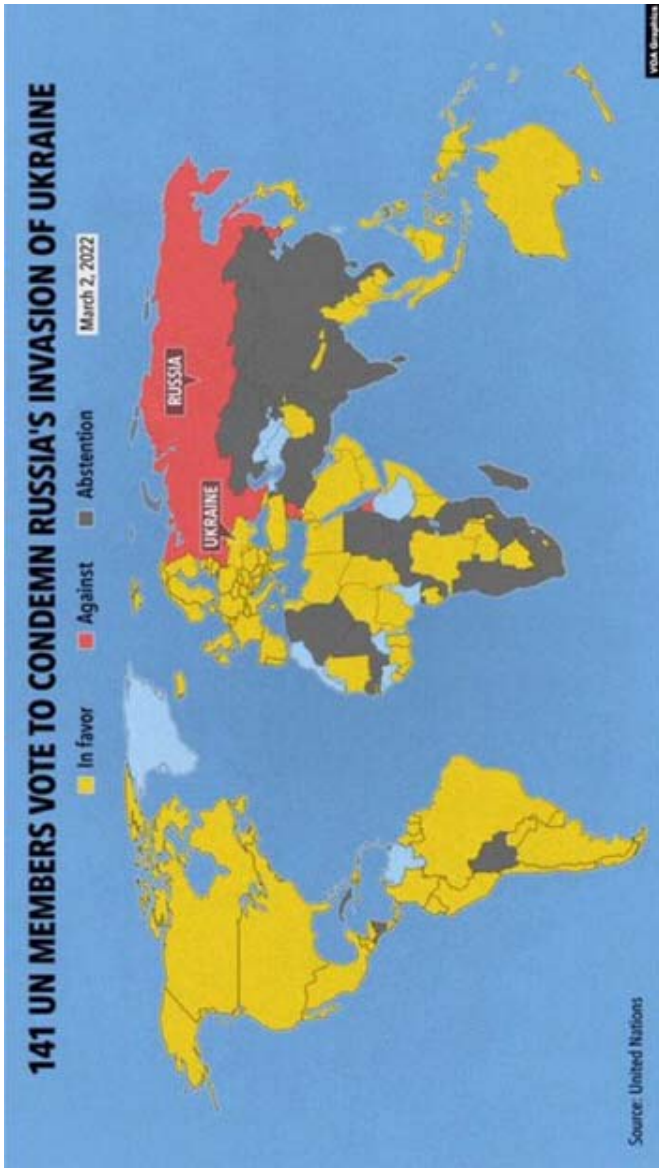 141 UN MEMBERS VOTE TO CONDEMN RUSSIA'S INVASION OF UKRAINE
In favor
Against
Abstention
March 2, 2022
RUSSIA
UKRAINE
Source: United Nations
VOA Graphics